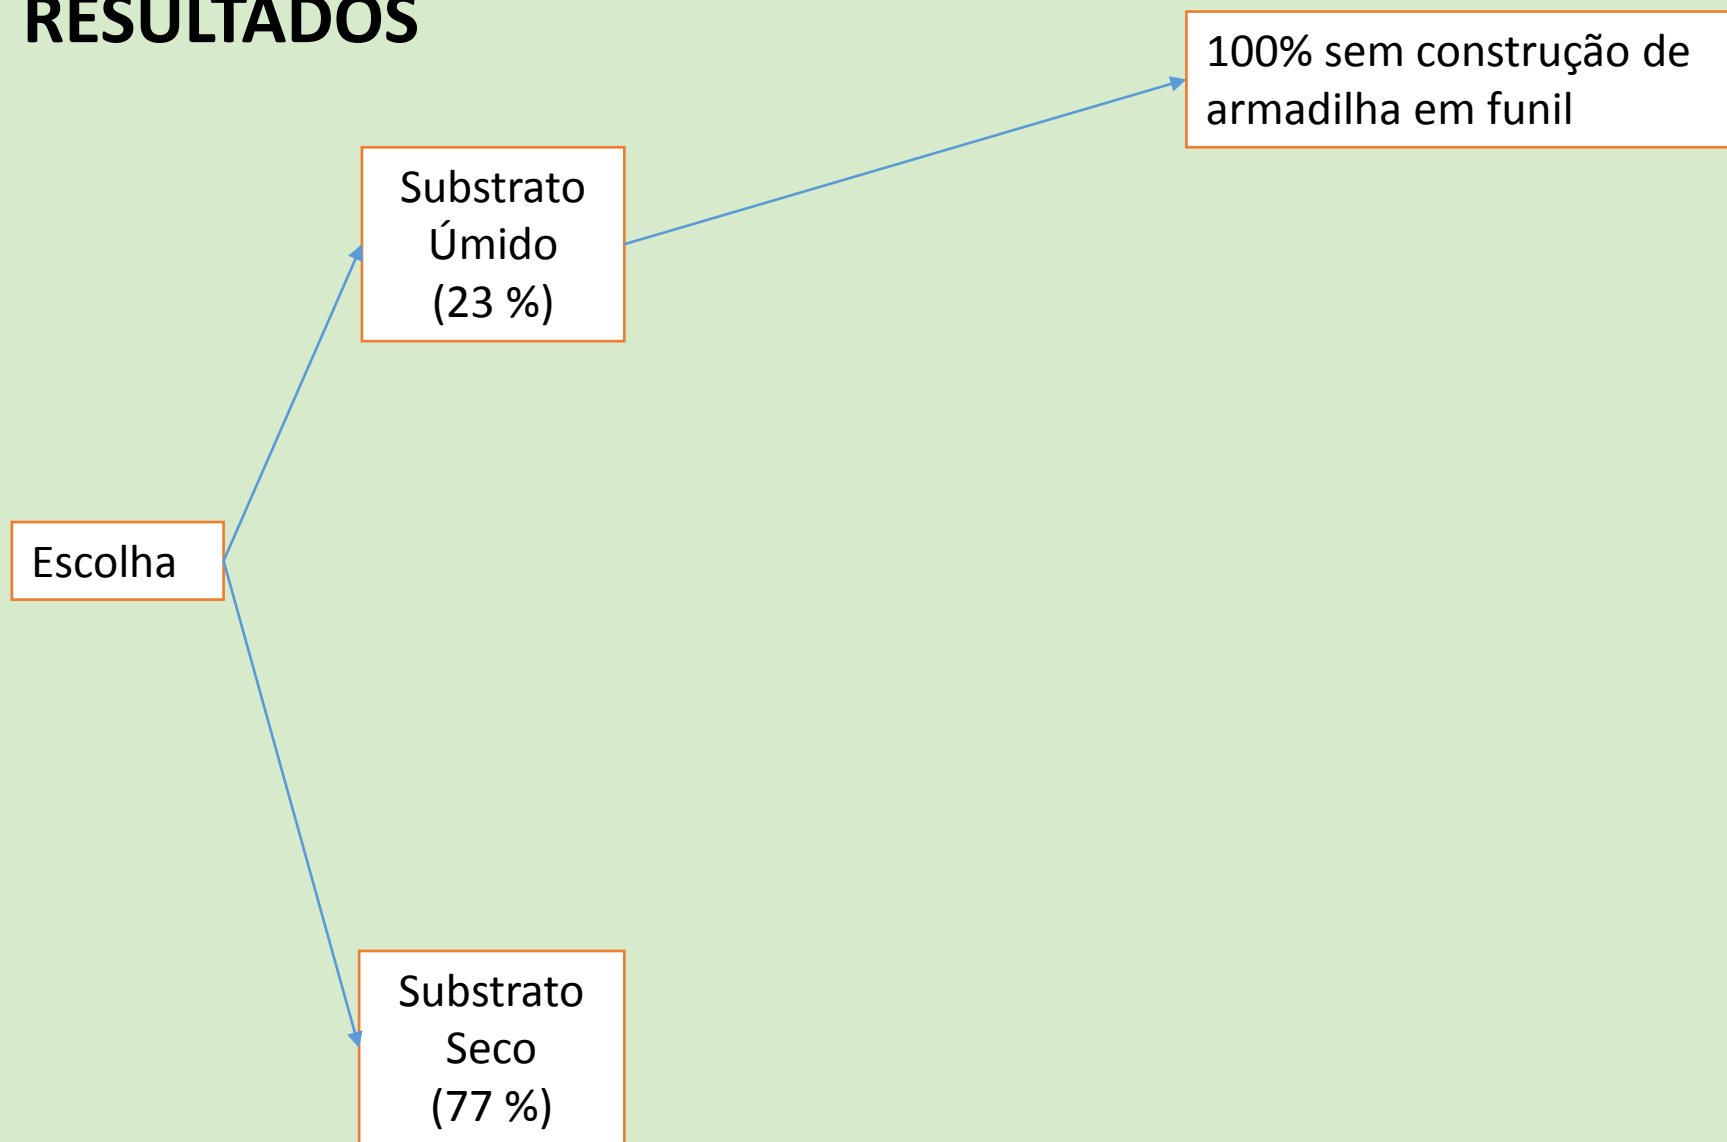 RESULTADOS
100% sem construção de
armadilha em funil
Substrato
Úmido
(23 %)
Escolha
Substrato
Seco
(77 %)